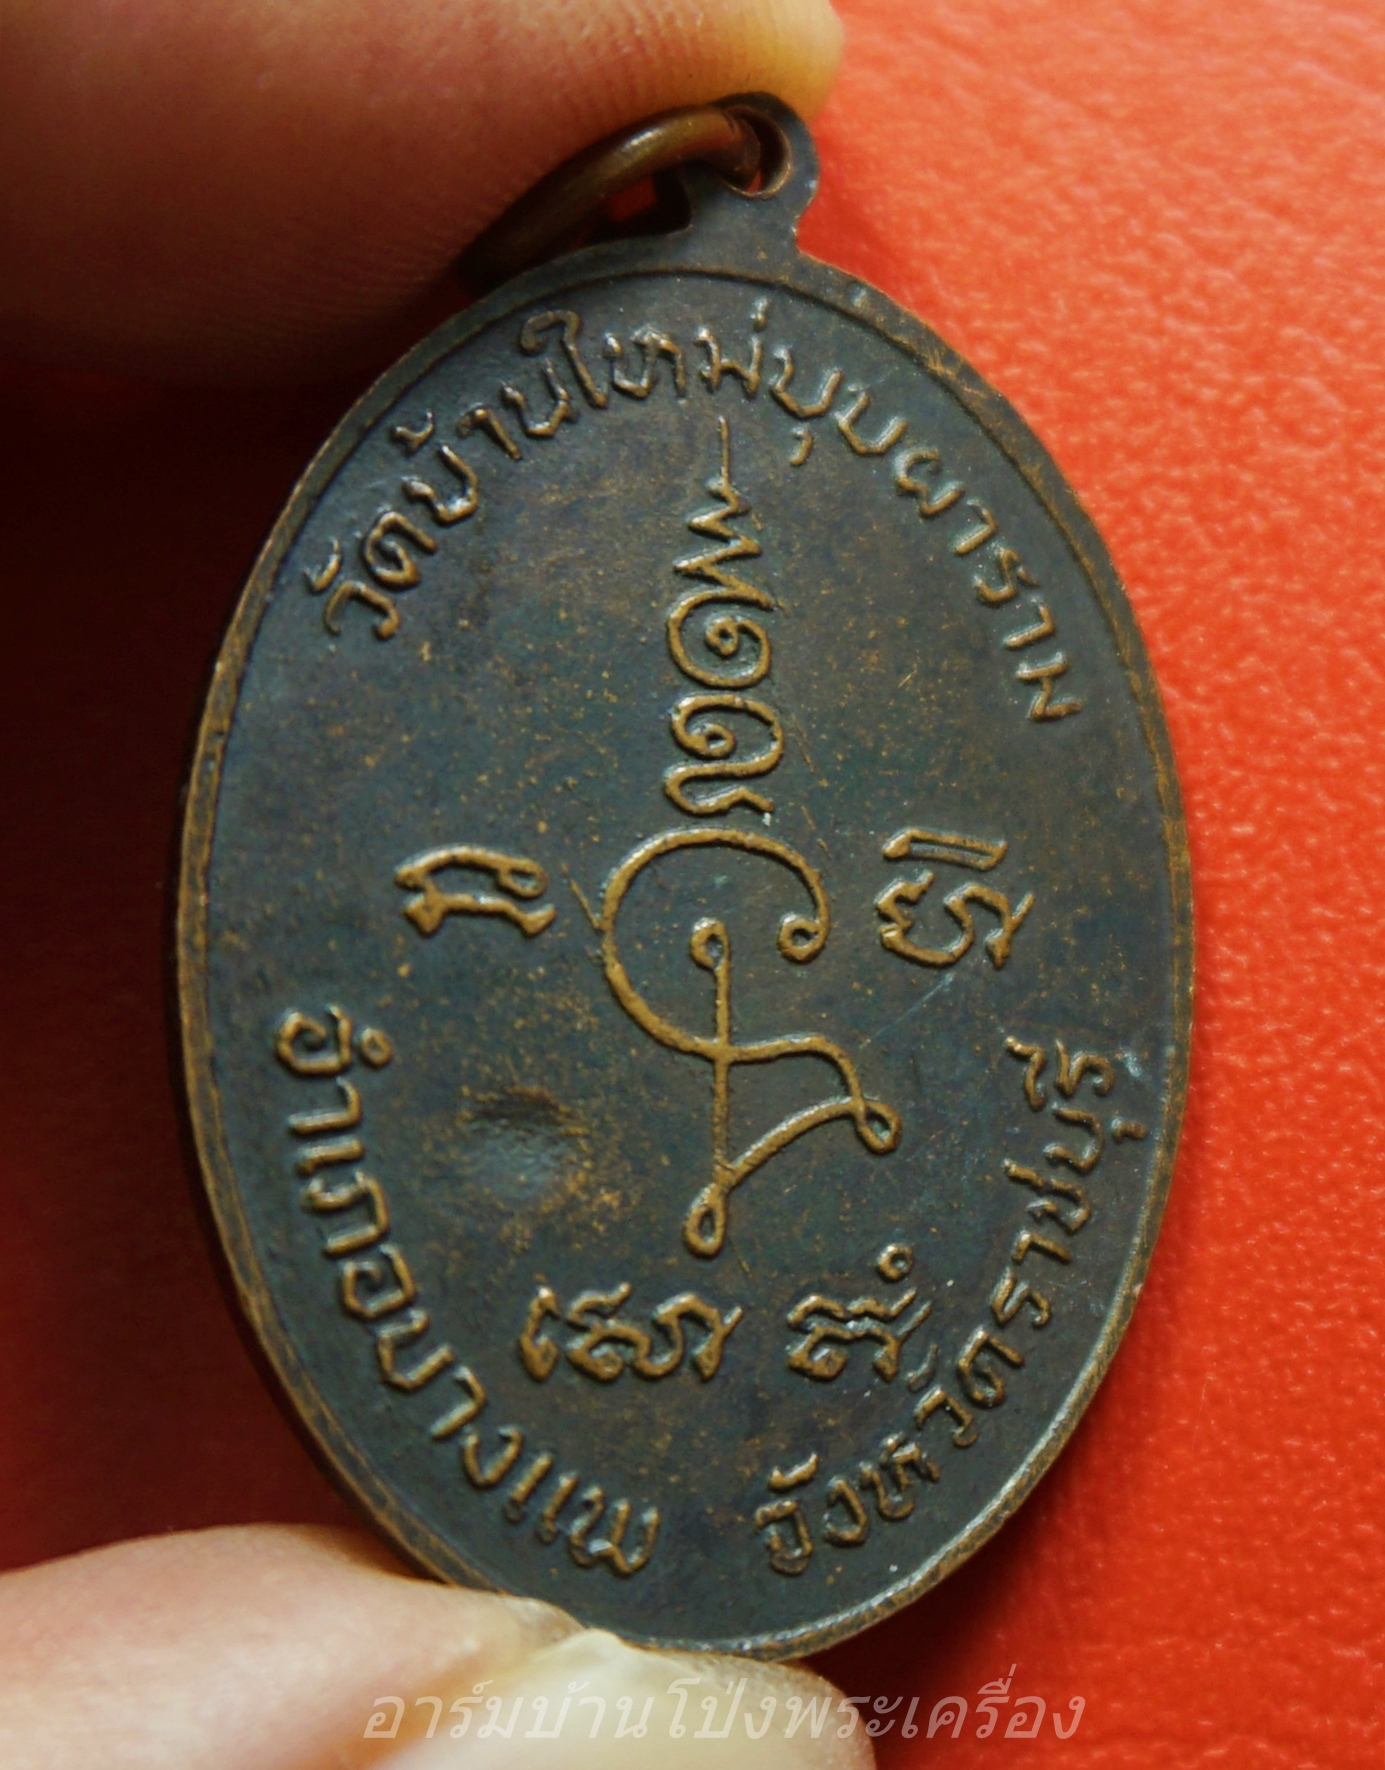 วัดบ้านใหม่บุบผาราม
อำเภอบางแพ
จังหวัดราชบุรี
อาร์มบ้านโป่งพระเครื่อง